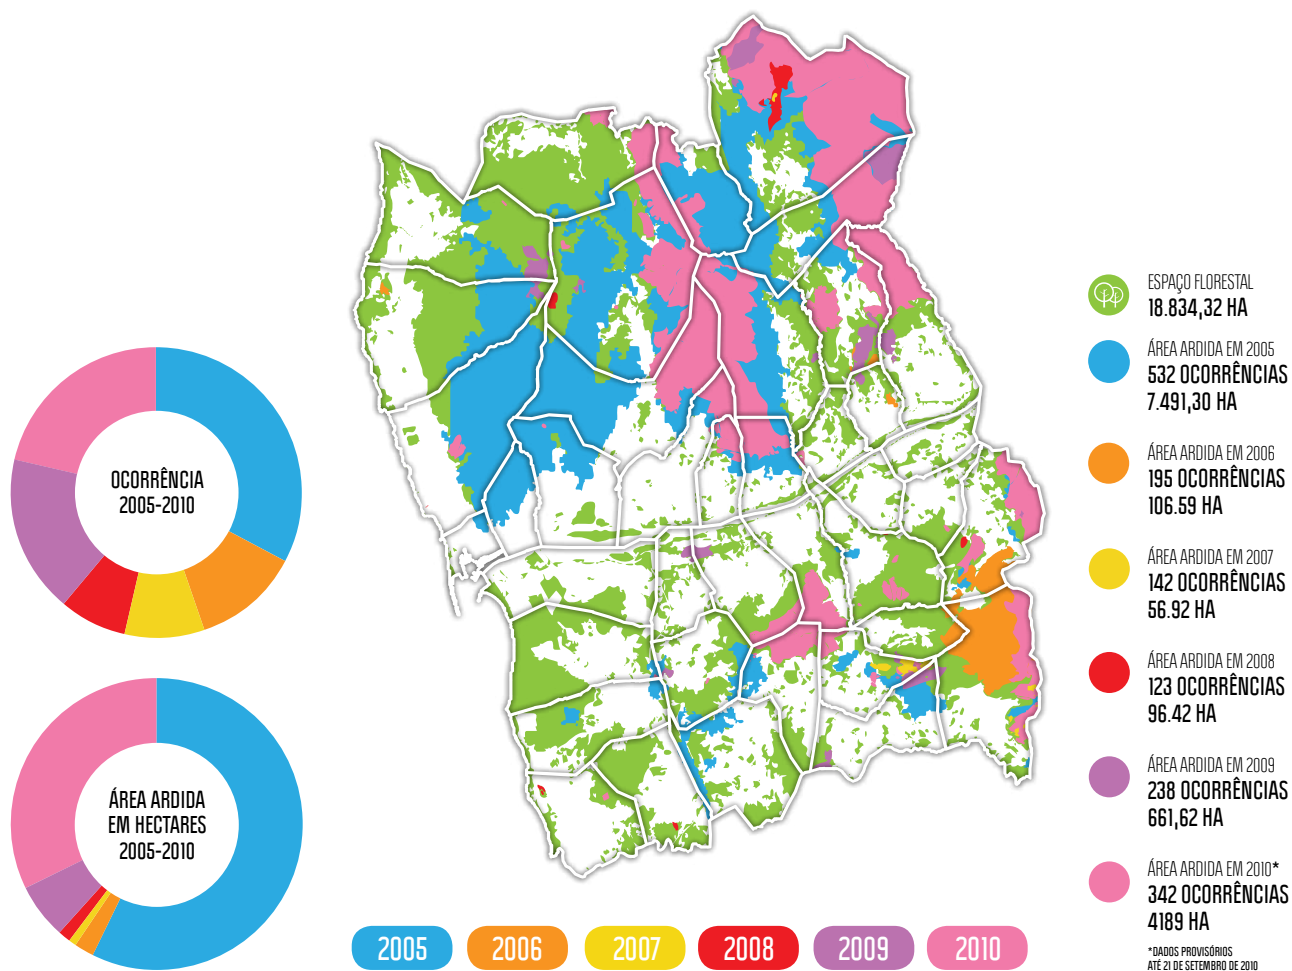 ESPAÇO FLORESTAL
18.834,32 HA
ÁREA ARDIDA EM 2005
532 OCORRÊNCIAS
7.491,30 HA
ÁREA ARDIDA EM 2006
195 OCORRÊNCIAS
106.59 HA
ÁREA ARDIDA EM 2007
142 OCORRÊNCIAS
56.92 HA
ÁREA ARDIDA EM 2008
123 OCORRÊNCIAS
96.42 HA
ÁREA ARDIDA EM 2009
238 OCORRÊNCIAS
661,62 HA
ÁREA ARDIDA EM 2010*
342 OCORRÊNCIAS
4189 HA
*DADOS PROVISÓRIOS
ATÉ 21 DE SETEMBRO DE 2010
OCORRÊNCIA
2005-2010
ÁREA ARDIDA
EM HECTARES
2005-2010
2005 2006 2007 2008 2009 2010